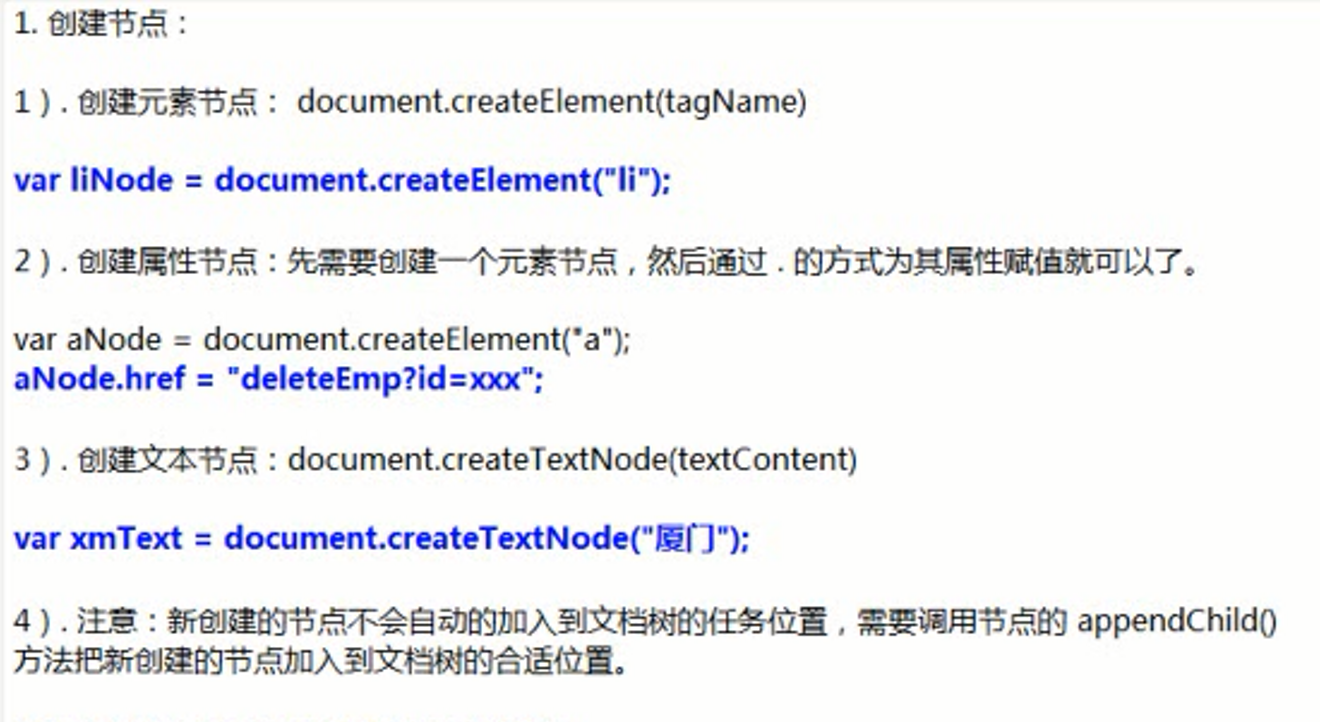 1. 创建节点：
1）. 创建元素节点： document.createElement(tagName)
var liNode = document.createElement("li");
2）. 创建属性节点：先需要创建一个元素节点，然后通过 . 的方式为其属性赋值就可以了。
var aNode = document.createElement("a");
aNode.href = "deleteEmp?id=xxx";
3）. 创建文本节点：document.createTextNode(textContent)
var xmText = document.createTextNode("厦门");
4）. 注意：新创建的节点不会自动的加入到文档树的任务位置，需要调用节点的 appendChild()
方法把新创建的节点加入到文档树的合适位置。